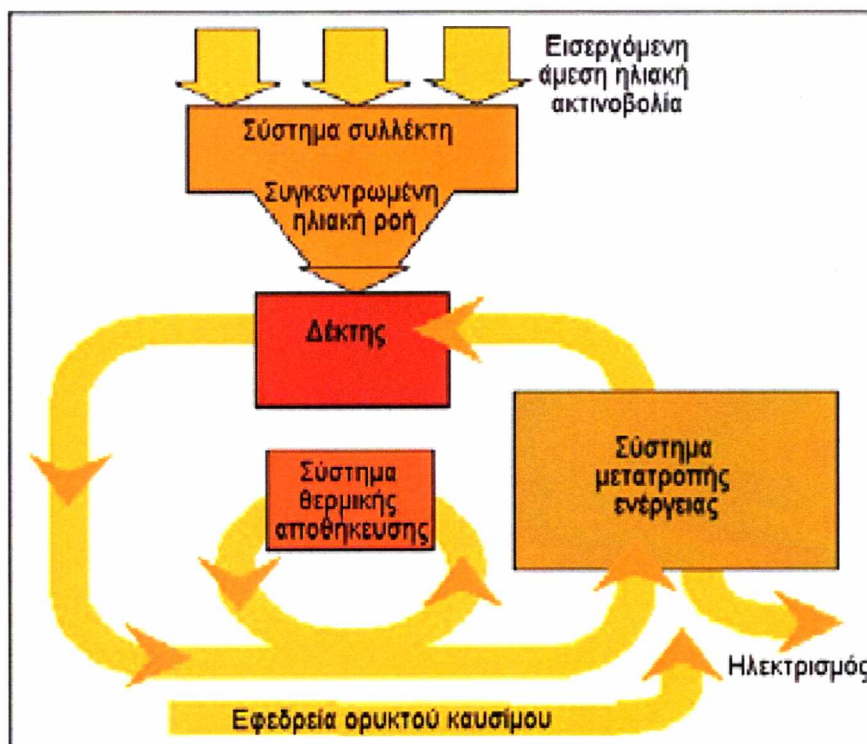 Εισερχόμενη
άμεση ηλιακή
ακτινοβολία
Σύστημα συλλέκτη
Συγκεντρωμένη
ηλιακή ροή
Δέκτης
Σύστημα
θερμικής
αποθήκευσης
Σύστημα
μετατροπής
ενέργειας
Ηλεκτρισμός
Εφεδρεία ορυκτού καυσίμου